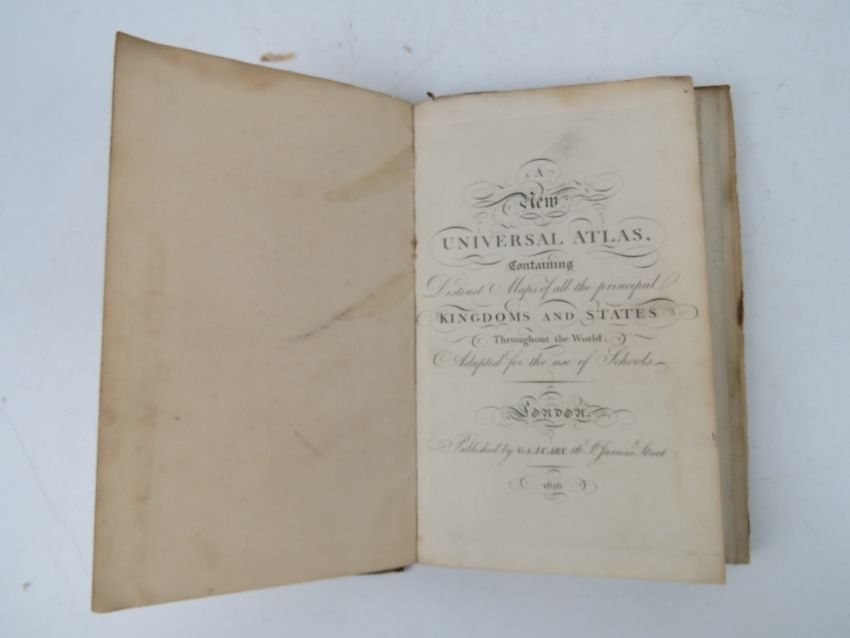 A
New
UNIVERSAL ATLAS,
Containing
Distinct Maps of all the principal
KINGDOMS AND STATES
Throughout the World;
Adapted for the use of Schools.
LONDON.
Published by G. & J. CARY, 86 St. James's Street